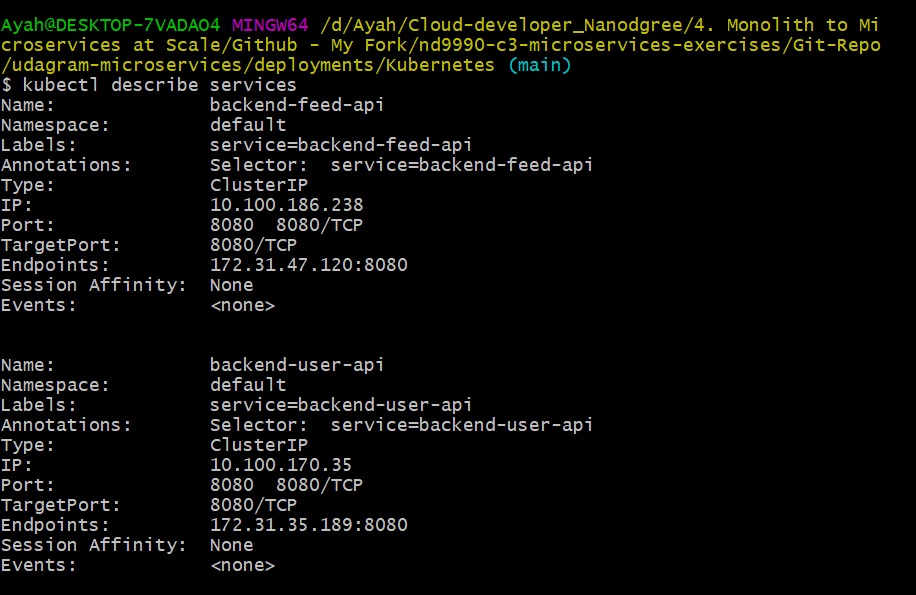 Ayah@DESKTOP-7VADAO4 MINGW64 /d/Ayah/Cloud-developer_Nanodgree/4. Monolith to Mi
croservices at Scale/Github - My Fork/nd9990-c3-microservices-exercises/Git-Repo
/udagram-microservices/deployments/Kubernetes (main)
$ kubectl describe services
Name:              backend-feed-api
Namespace:         default
Labels:            service=backend-feed-api
Annotations:       Selector:  service=backend-feed-api
Type:              ClusterIP
IP:                10.100.186.238
Port:              8080  8080/TCP
TargetPort:        8080/TCP
Endpoints:         172.31.47.120:8080
Session Affinity:  None
Events:            <none>
Name:              backend-user-api
Namespace:         default
Labels:            service=backend-user-api
Annotations:       Selector:  service=backend-user-api
Type:              ClusterIP
IP:                10.100.170.35
Port:              8080  8080/TCP
TargetPort:        8080/TCP
Endpoints:         172.31.35.189:8080
Session Affinity:  None
Events:            <none>